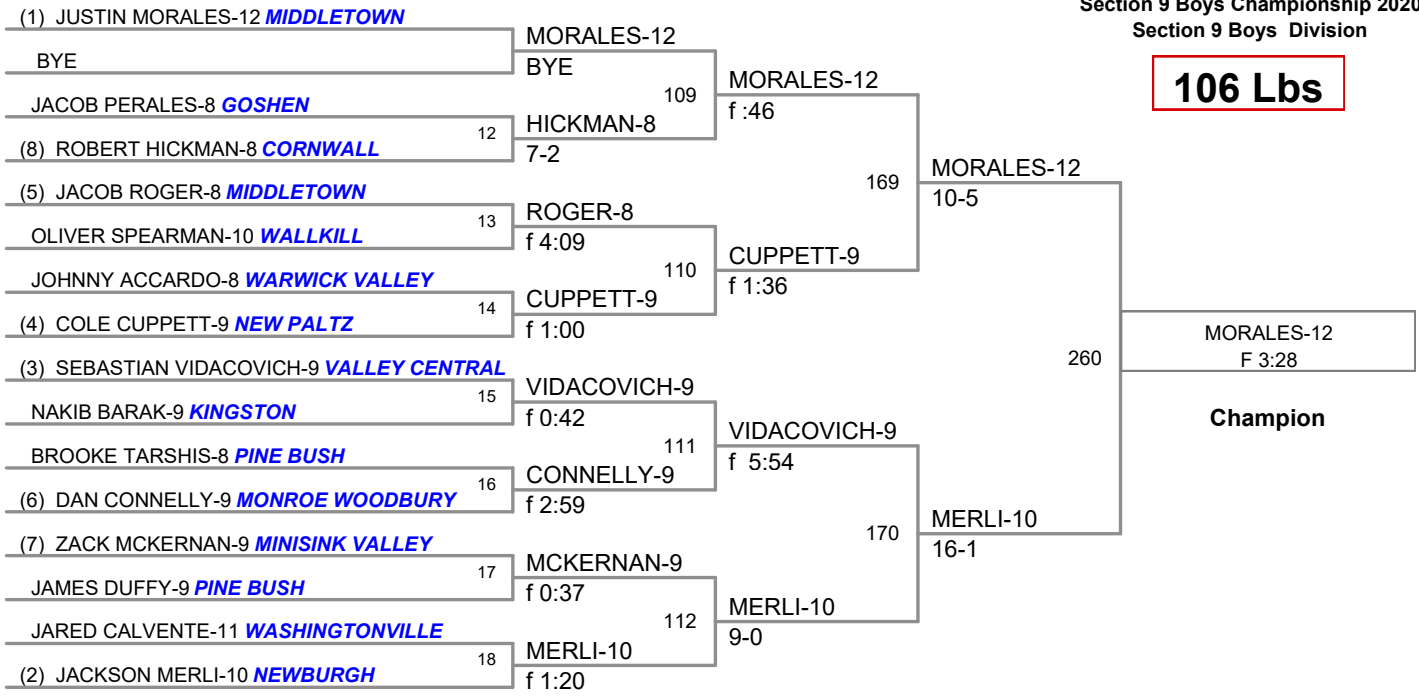 Section 9 Boys Championship 2020
Section 9 Boys Division
106 Lbs
(1) JUSTIN MORALES-12 MIDDLETOWN
BYE
JACOB PERALES-8 GOSHEN
12
(8) ROBERT HICKMAN-8 CORNWALL
(5) JACOB ROGER-8 MIDDLETOWN
13
OLIVER SPEARMAN-10 WALLKILL
JOHNNY ACCARDO-8 WARWICK VALLEY
14
(4) COLE CUPPETT-9 NEW PALTZ
(3) SEBASTIAN VIDACOVICH-9 VALLEY CENTRAL
15
NAKIB BARAK-9 KINGSTON
BROOKE TARSHIS-8 PINE BUSH
16
(6) DAN CONNELLY-9 MONROE WOODBURY
(7) ZACK MCKERNAN-9 MINISINK VALLEY
17
JAMES DUFFY-9 PINE BUSH
JARED CALVENTE-11 WASHINGTONVILLE
18
(2) JACKSON MERLI-10 NEWBURGH
MORALES-12
BYE
109
HICKMAN-8
7-2
ROGER-8
f 4:09
110
CUPPETT-9
f 1:00
VIDACOVICH-9
f 0:42
111
CONNELLY-9
f 2:59
MCKERNAN-9
f 0:37
112
MERLI-10
f 1:20
MORALES-12
f :46
169
CUPPETT-9
f 1:36
VIDACOVICH-9
f 5:54
170
MERLI-10
9-0
MORALES-12
10-5
260
MERLI-10
16-1
MORALES-12
F 3:28
Champion